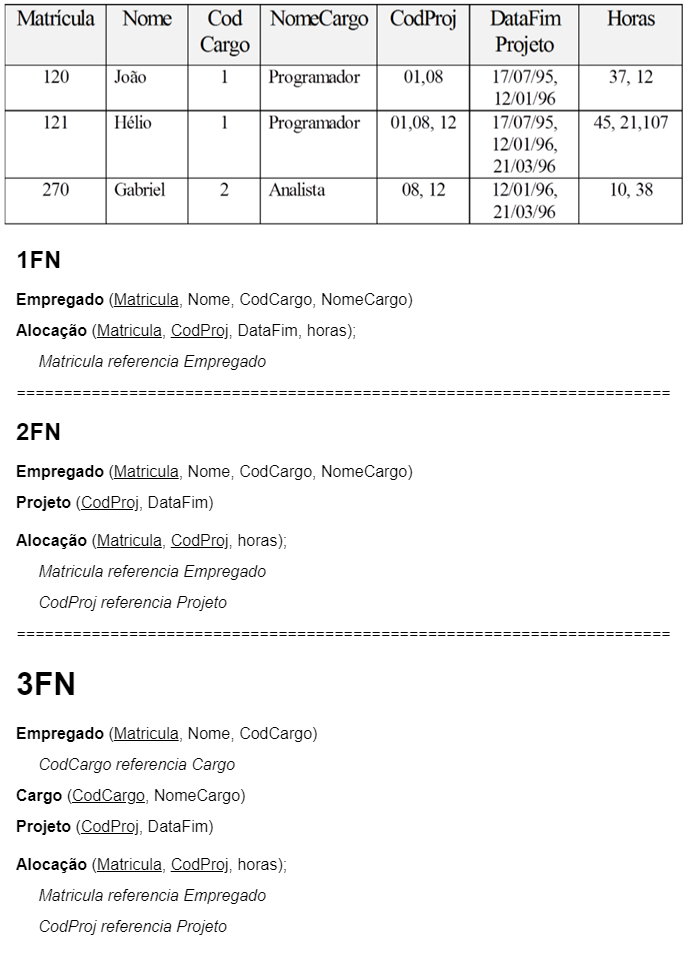 Matrícula Nome Cod Cargo NomeCargo CodProj DataFim Projeto Horas
120 João 1 Programador 01,08 17/07/95, 12/01/96 37, 12
121 Hélio 1 Programador 01,08, 12 17/07/95, 12/01/96, 21/03/96 45, 21,107
270 Gabriel 2 Analista 08, 12 12/01/96, 21/03/96 10, 38
1FN
Empregado (Matricula, Nome, CodCargo, NomeCargo)
Alocação (Matricula, CodProj, DataFim, horas);
Matricula referencia Empregado
======================================================================
2FN
Empregado (Matricula, Nome, CodCargo, NomeCargo)
Projeto (CodProj, DataFim)
Alocação (Matricula, CodProj, horas);
Matricula referencia Empregado
CodProj referencia Projeto
======================================================================
3FN
Empregado (Matricula, Nome, CodCargo)
CodCargo referencia Cargo
Cargo (CodCargo, NomeCargo)
Projeto (CodProj, DataFim)
Alocação (Matricula, CodProj, horas);
Matricula referencia Empregado
CodProj referencia Projeto